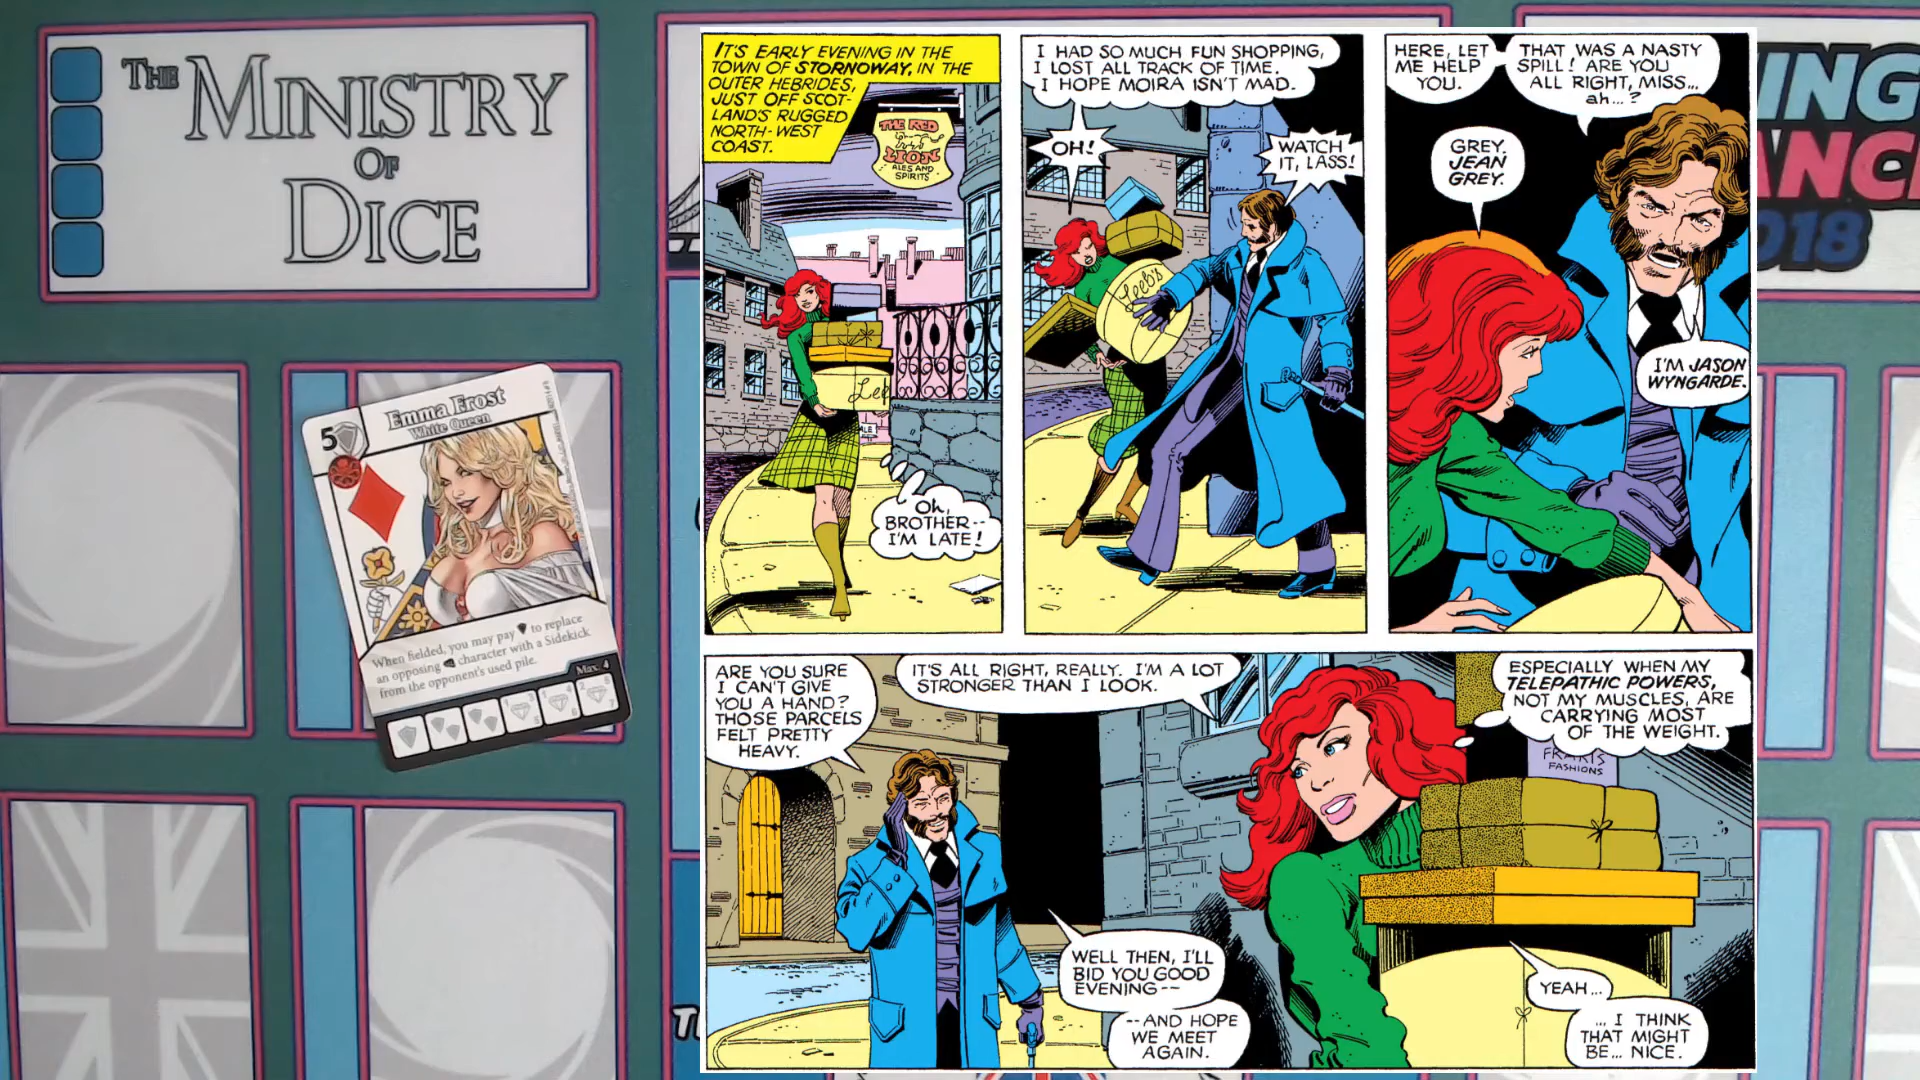 THE MINISTRY
OF
DICE
5
Emma Frost
White Queen
When fielded, you may pay to replace
an opposing character with a Sidekick
from the opponent's used pile.
Max: 4
IT'S EARLY EVENING IN THE
TOWN OF STORNOWAY, IN THE
OUTER HEBRIDES,
JUST OFF SCOT-
LAND'S RUGGED
NORTH-WEST
COAST.
THE RED
LION
ALES AND
SPIRITS
Lee
Oh,
BROTHER--
I'M LATE!
I HAD SO MUCH FUN SHOPPING,
I LOST ALL TRACK OF TIME.
I HOPE MOIRA ISN'T MAD.
OH!
WATCH
IT, LASS!
Leeb's
HERE, LET
ME HELP
YOU.
THAT WAS A NASTY
SPILL! ARE YOU
ALL RIGHT, MISS...
ah...?
GREY.
JEAN
GREY.
I'M JASON
WYNGARDE.
ARE YOU SURE
I CAN'T GIVE
YOU A HAND?
THOSE PARCELS
FELT PRETTY
HEAVY.
IT'S ALL RIGHT, REALLY. I'M A LOT
STRONGER THAN I LOOK.
ESPECIALLY WHEN MY
TELEPATHIC POWERS,
NOT MY MUSCLES, ARE
CARRYING MOST
OF THE WEIGHT.
FASHIONS
WELL THEN, I'LL
BID YOU GOOD
EVENING--
--AND HOPE
WE MEET
AGAIN.
YEAH...
... I THINK
THAT MIGHT
BE... NICE.
ING
ANC
2018